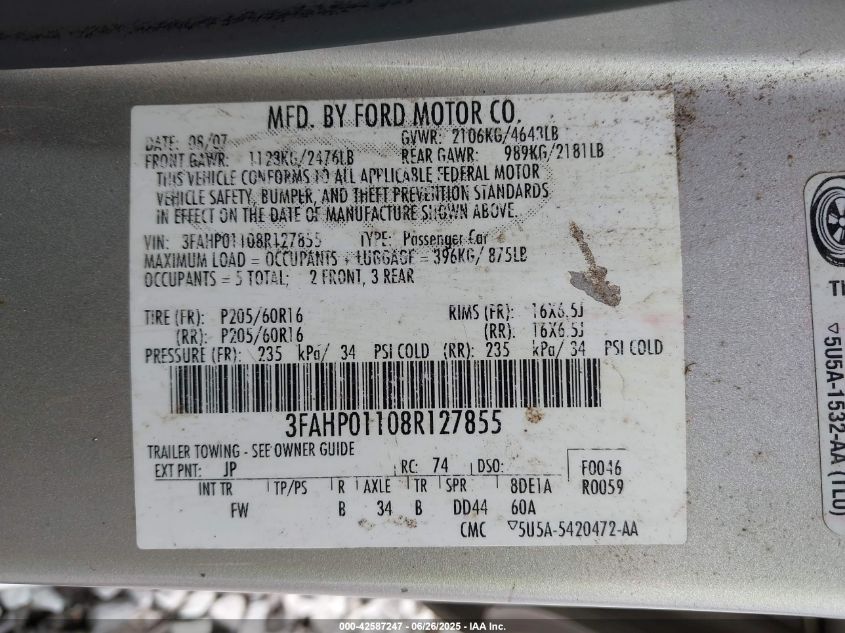 MFD. BY FORD MOTOR CO.
DATE: 08/07 GVWR: 2106KG/4643LB
FRONT GAWR: 1123KG/2476LB REAR GAWR: 989KG/2181LB
THIS VEHICLE CONFORMS TO ALL APPLICABLE FEDERAL MOTOR
VEHICLE SAFETY, BUMPER, AND THEFT PREVENTION STANDARDS
IN EFFECT ON THE DATE OF MANUFACTURE SHOWN ABOVE.
VIN: 3FAHP01108R127855 TYPE: Passenger Car
MAXIMUM LOAD = OCCUPANTS + LUGGAGE = 396KG/ 875LB
OCCUPANTS = 5 TOTAL; 2 FRONT, 3 REAR
TIRE (FR): P205/60R16 RIMS (FR): 16X6.5J
(RR): P205/60R16 (RR): 16X6.5J
PRESSURE (FR): 235 kPa/ 34 PSI COLD (RR): 235 kPa/ 34 PSI COLD
3FAHP01108R127855
TRAILER TOWING - SEE OWNER GUIDE
EXT PNT: JP RC: 74 DSO: F0046
INT TR TP/PS R AXLE TR SPR 8DE1A R0059
FW B 34 B DD44 60A
CMC ▽5U5A-5420472-AA
TH
▽5U5A-1532-AA (TL0)
000-42587247 - 06/26/2025 - IAA Inc.